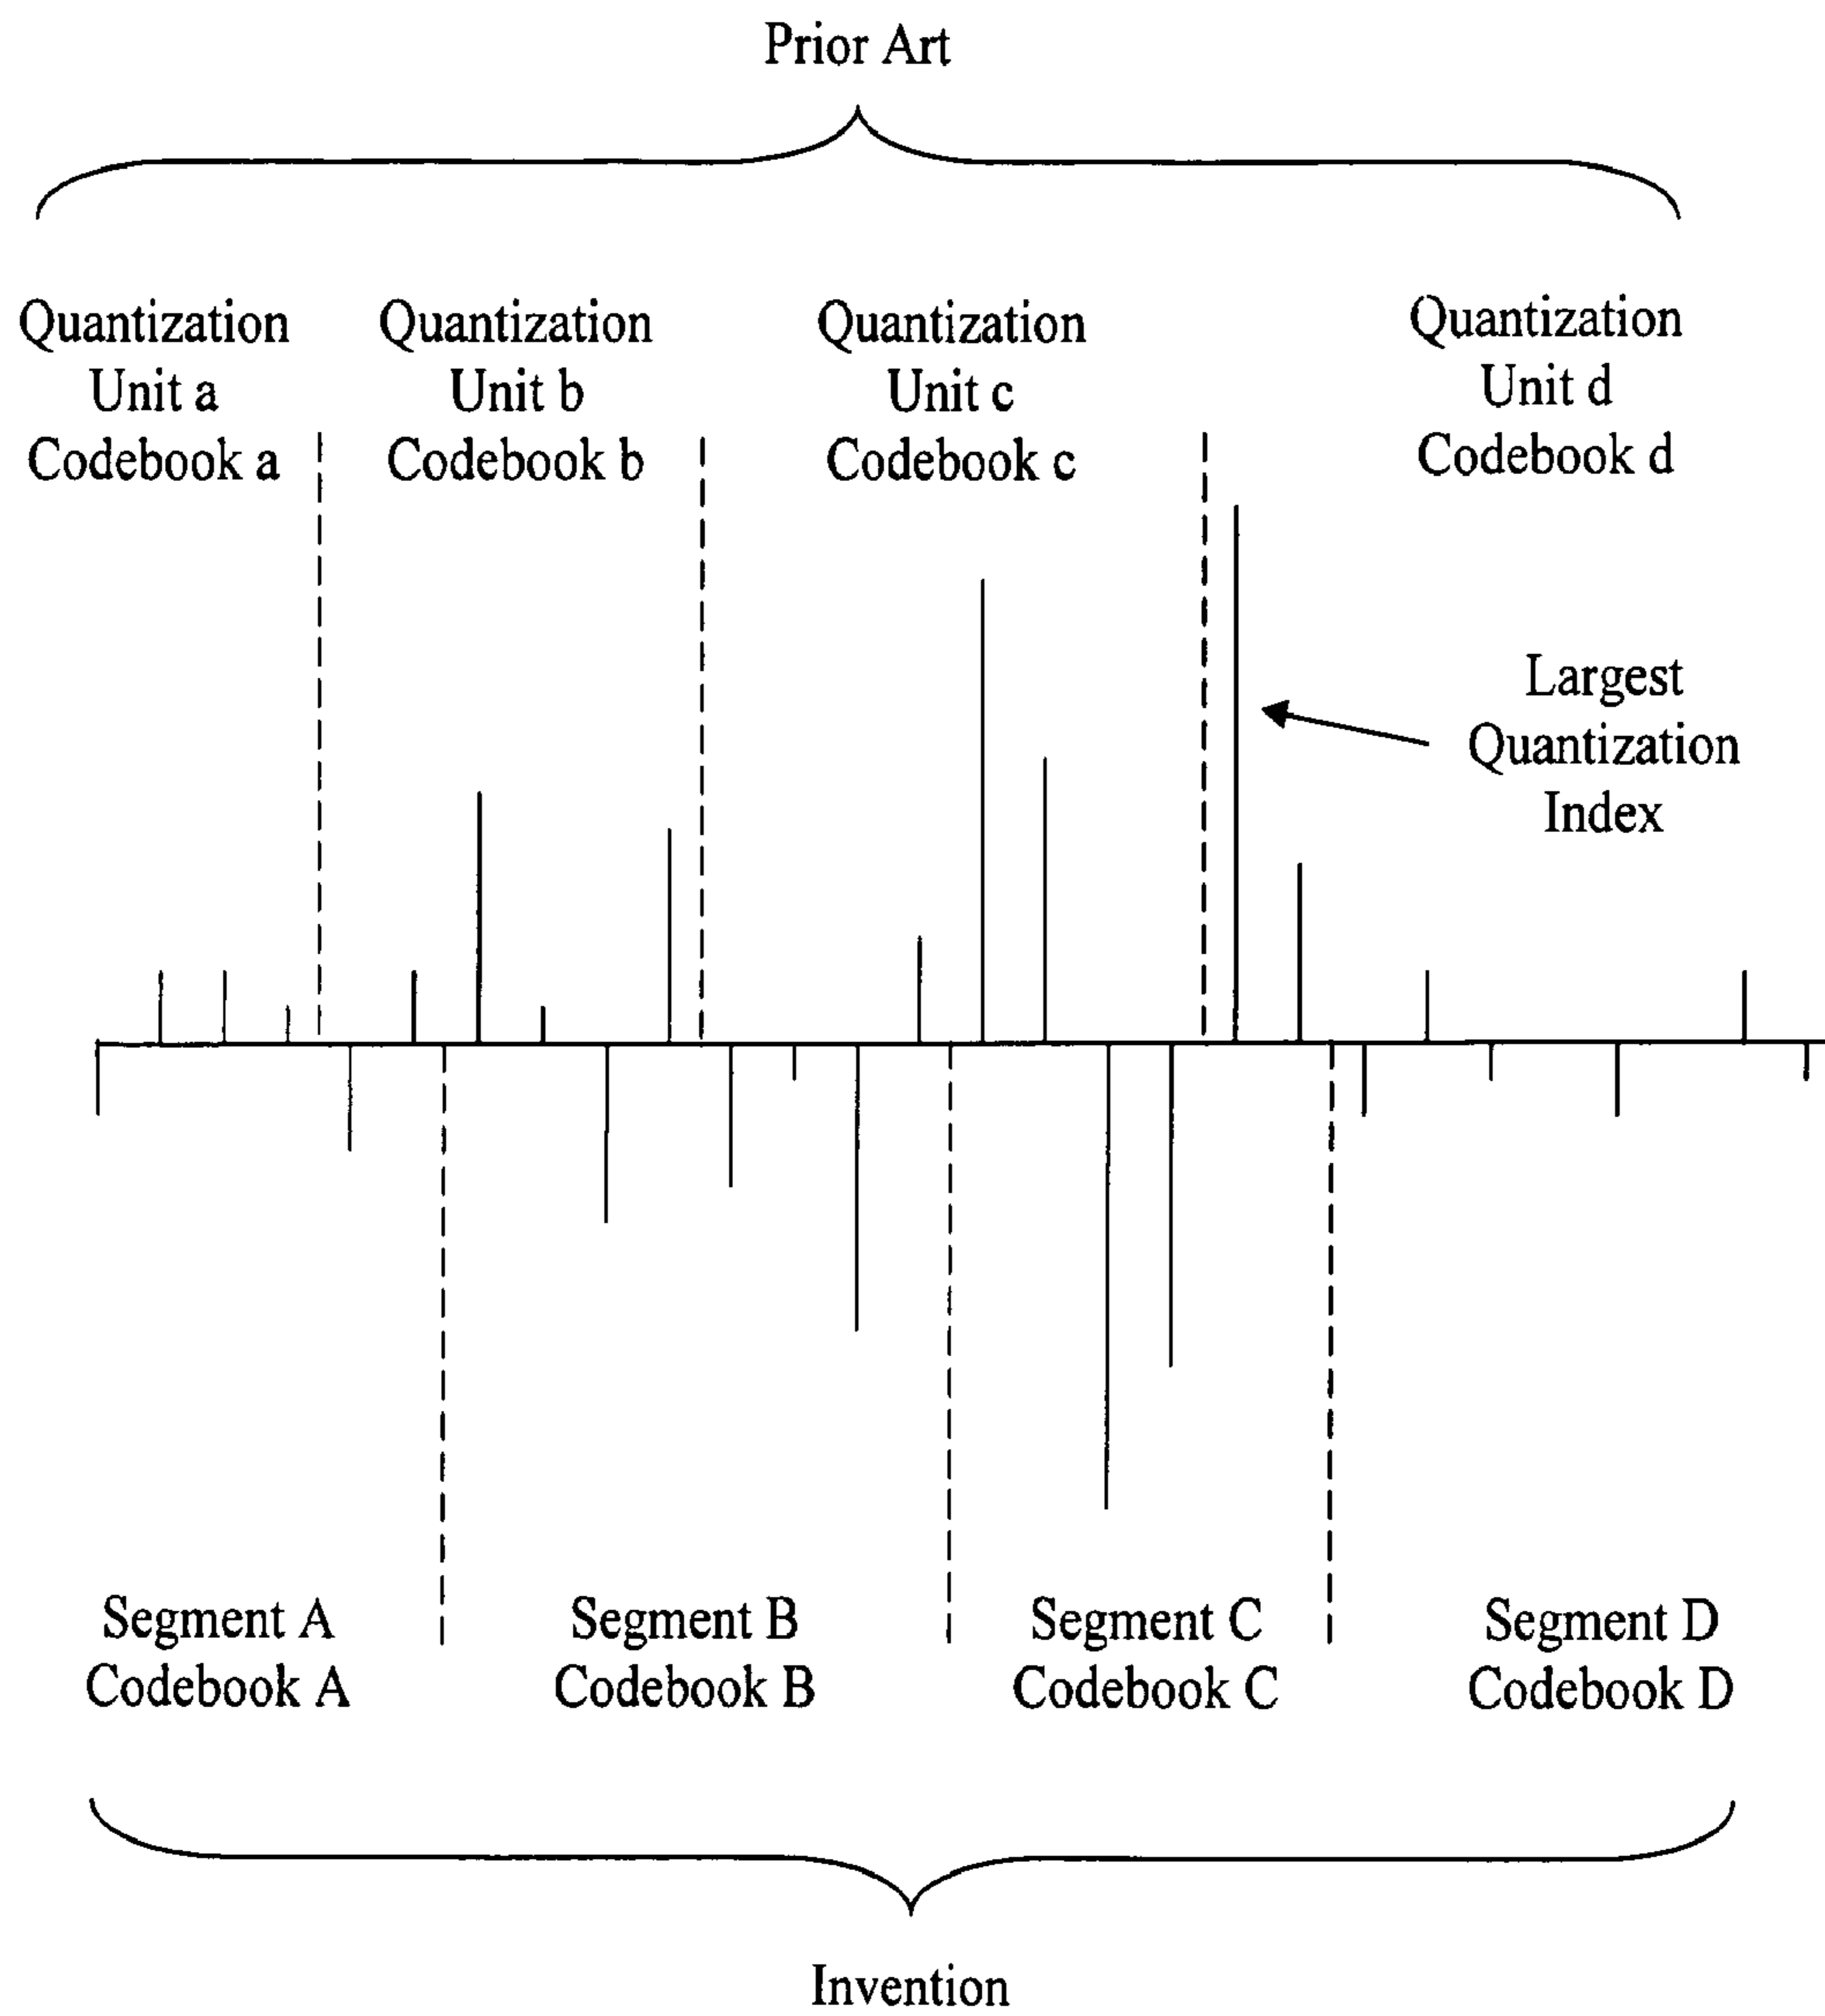 Prior Art
Quantization
Unit a
Codebook a
Quantization
Unit b
Codebook b
Quantization
Unit c
Codebook c
Quantization
Unit d
Codebook d
Largest
Quantization
Index
Segment A
Codebook A
Segment B
Codebook B
Segment C
Codebook C
Segment D
Codebook D
Invention